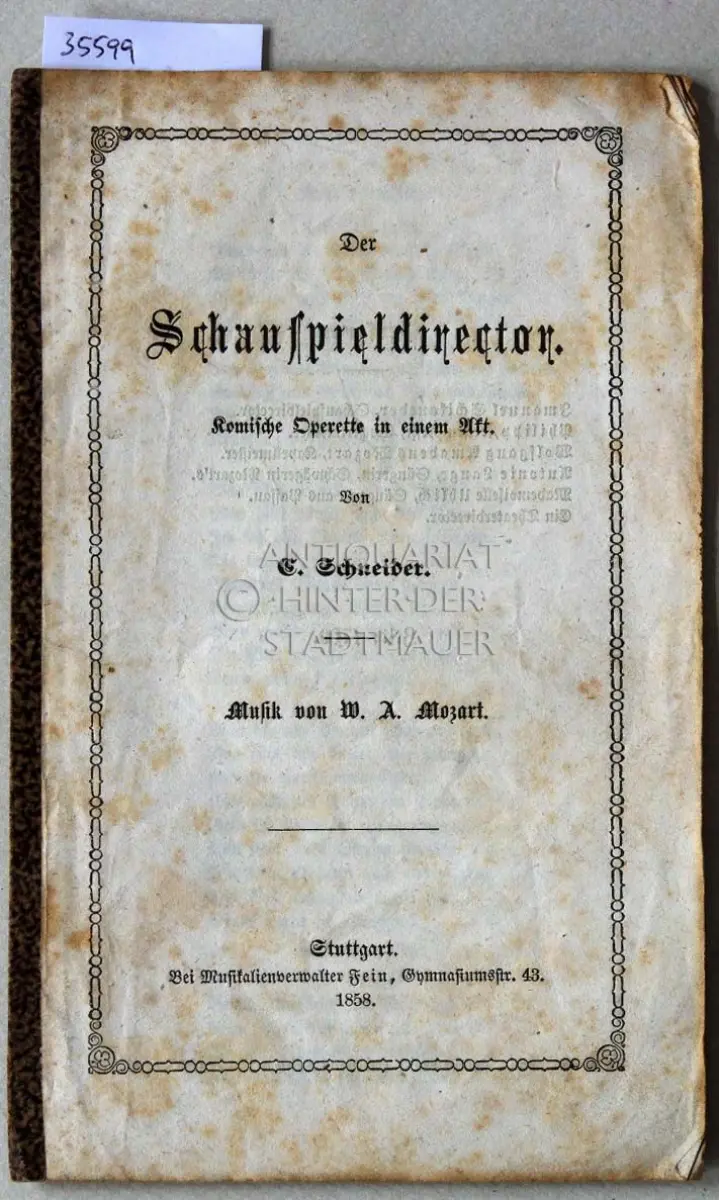 35599
Der
Schauspieldirector.
Komische Operette in einem Akt.
Von
C. Schneider.
Musik von W. A. Mozart.
Stuttgart.
Bei Musikalienverwalter Fein, Gymnasiumsstr. 43.
1858.
ANTIQUARIAT
© HINTER·DER
STADTMAUER